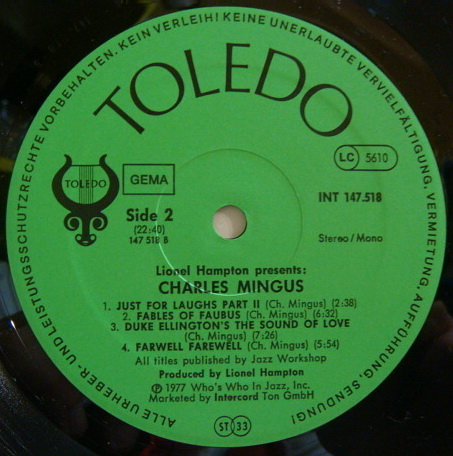 ALLE URHEBER- UND LEISTUNGSSCHUTZRECHTE VORBEHALTEN. KEIN VERLEIH! KEINE UNERLAUBTE VERVIELFÄLTIGUNG, VERMIETUNG, AUFFÜHRUNG, SENDUNG!
TOLEDO
LC 5610
TOLEDO
GEMA
INT 147.518
Side 2
(22:40)
147 518 B
Stereo/Mono
Lionel Hampton presents:
CHARLES MINGUS
1. JUST FOR LAUGHS PART II (Ch. Mingus) (2:38)
2. FABLES OF FAUBUS (Ch. Mingus) (6:32)
3. DUKE ELLINGTON'S THE SOUND OF LOVE
(Ch. Mingus) (7:26)
4. FARWELL FAREWELL (Ch. Mingus) (5:54)
All titles published by Jazz Workshop
Produced by Lionel Hampton
℗ 1977 Who's Who In Jazz, Inc.
Marketed by Intercord Ton GmbH
ST 33